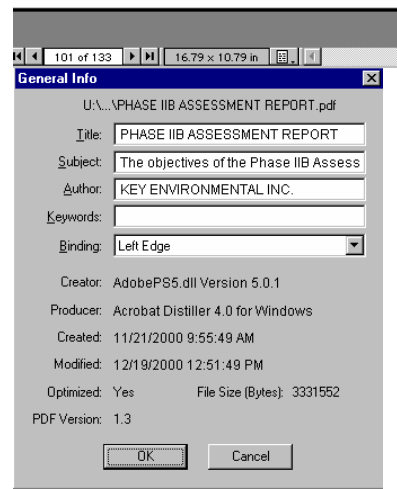 101 of 133 16.79 x 10.79 in
General Info
U:\...\PHASE IIB ASSESSMENT REPORT.pdf
Title: PHASE IIB ASSESSMENT REPORT
Subject: The objectives of the Phase IIB Assess
Author: KEY ENVIRONMENTAL INC.
Keywords:
Binding: Left Edge
Creator: AdobePS5.dll Version 5.0.1
Producer: Acrobat Distiller 4.0 for Windows
Created: 11/21/2000 9:55:49 AM
Modified: 12/19/2000 12:51:49 PM
Optimized: Yes File Size (Bytes): 3331552
PDF Version: 1.3
OK Cancel